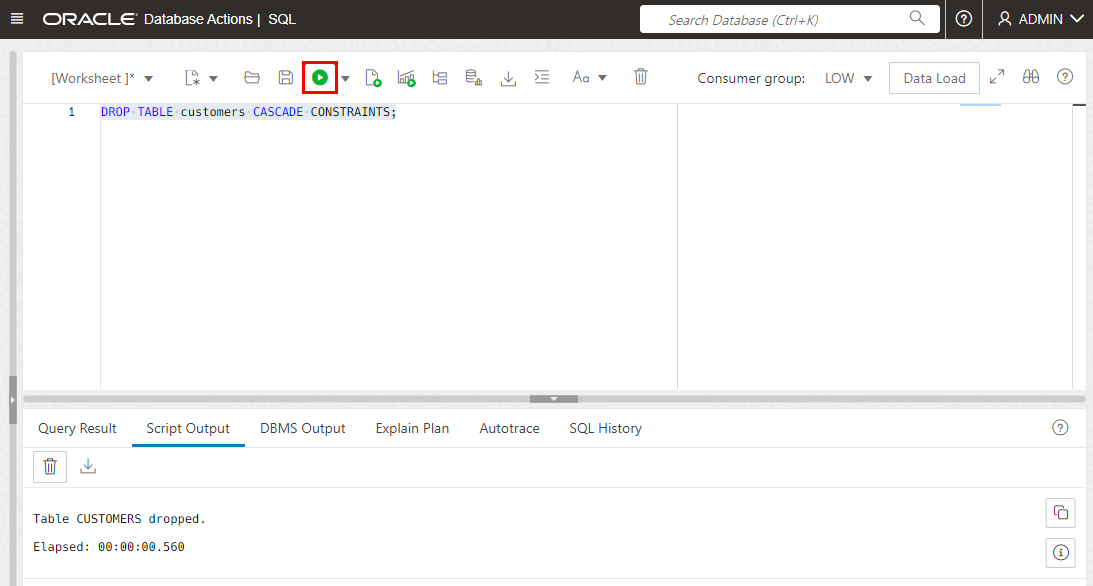 ORACLE Database Actions | SQL
Search Database (Ctrl+K)
ADMIN
[Worksheet ]*
Aa
Consumer group: LOW
Data Load
1 DROP TABLE customers CASCADE CONSTRAINTS;
Query Result Script Output DBMS Output Explain Plan Autotrace SQL History
Table CUSTOMERS dropped.
Elapsed: 00:00:00.560